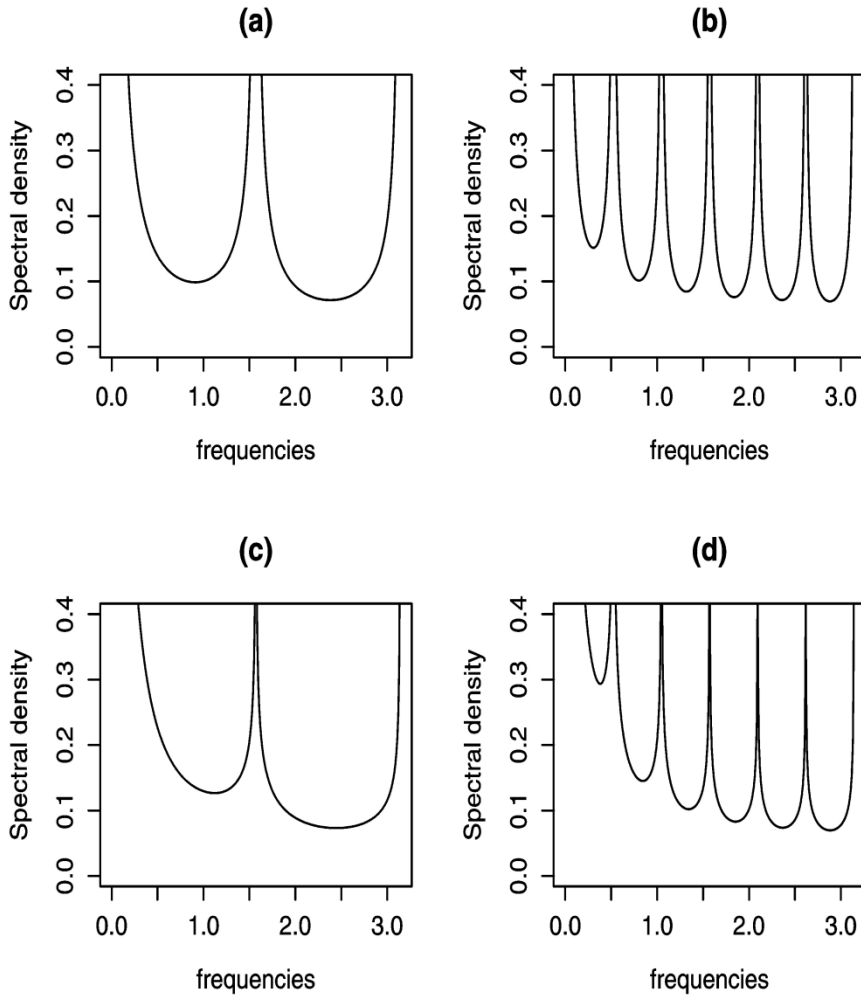 (a)
Spectral density
0.0 0.1 0.2 0.3 0.4
0.0 1.0 2.0 3.0
frequencies
(b)
Spectral density
0.0 0.1 0.2 0.3 0.4
0.0 1.0 2.0 3.0
frequencies
(c)
Spectral density
0.0 0.1 0.2 0.3 0.4
0.0 1.0 2.0 3.0
frequencies
(d)
Spectral density
0.0 0.1 0.2 0.3 0.4
0.0 1.0 2.0 3.0
frequencies